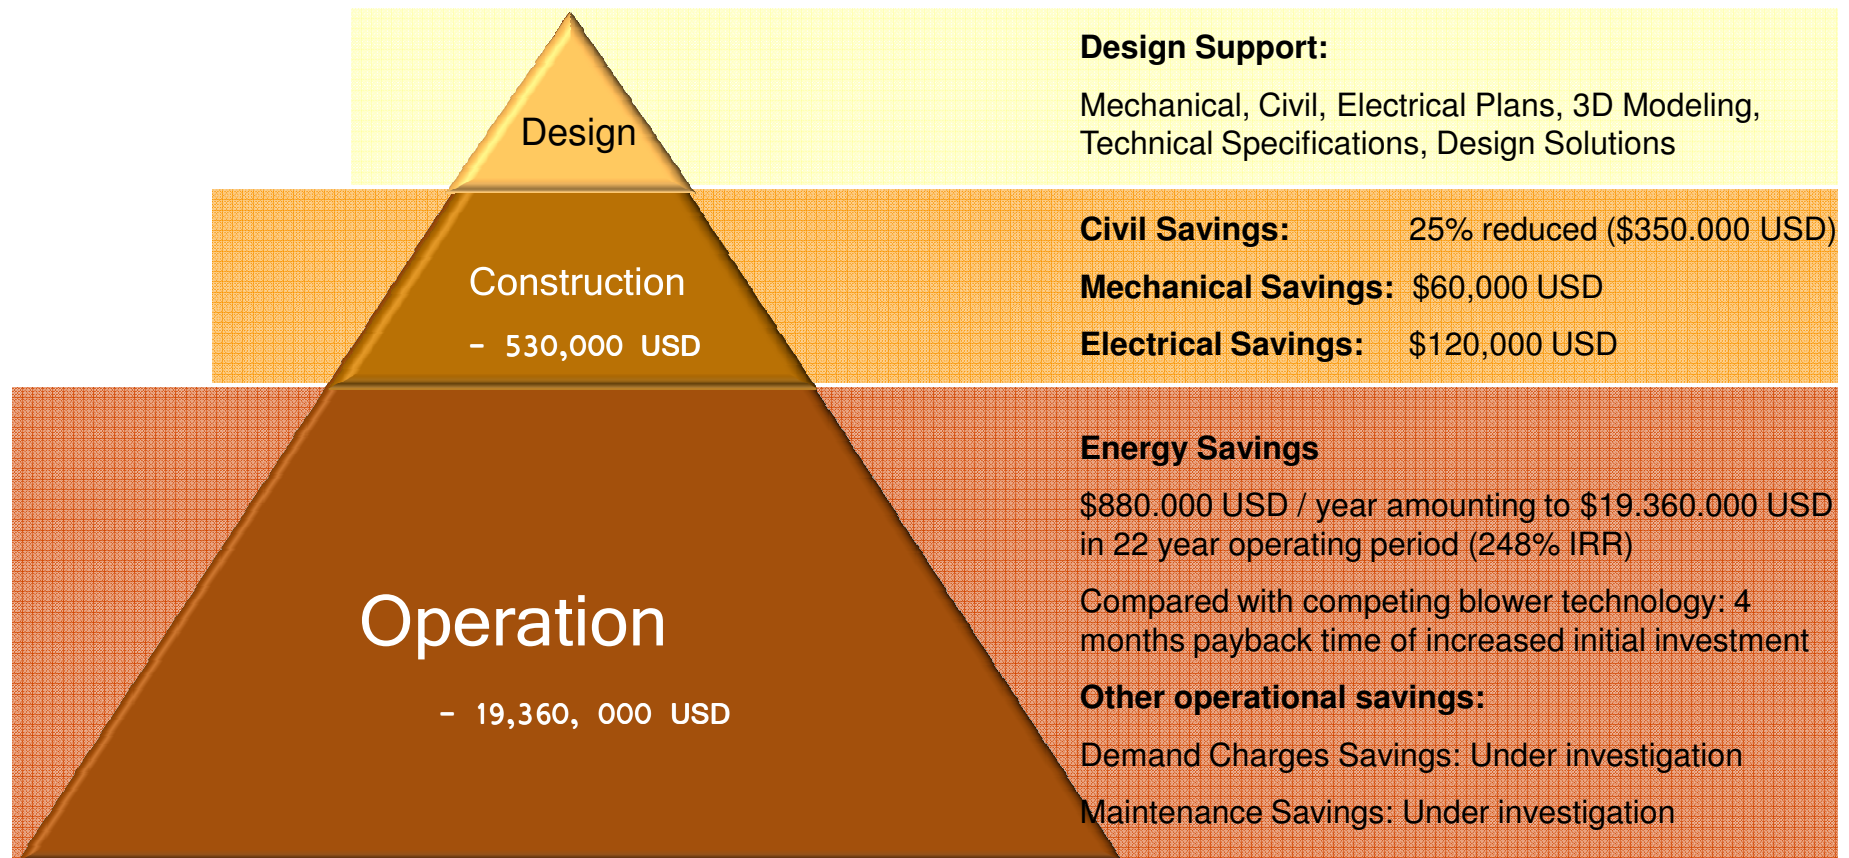 Design
Design Support:
Mechanical, Civil, Electrical Plans, 3D Modeling,
Technical Specifications, Design Solutions
Construction
- 530,000 USD
Civil Savings: 25% reduced ($350.000 USD)
Mechanical Savings: $60,000 USD
Electrical Savings: $120,000 USD
Operation
- 19,360, 000 USD
Energy Savings
$880.000 USD / year amounting to $19.360.000 USD
in 22 year operating period (248% IRR)
Compared with competing blower technology: 4
months payback time of increased initial investment
Other operational savings:
Demand Charges Savings: Under investigation
Maintenance Savings: Under investigation